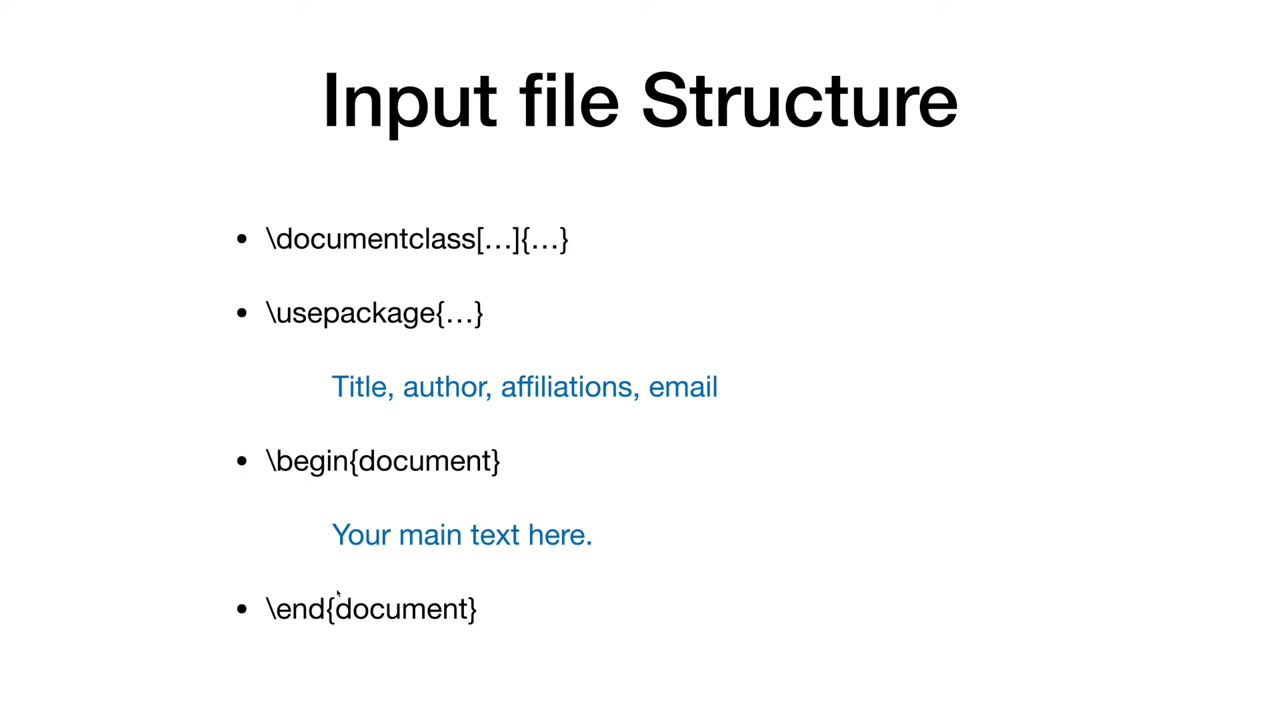 Input file Structure
• \documentclass[…]{…}
• \usepackage{…}
Title, author, affiliations, email
• \begin{document}
Your main text here.
• \end{document}